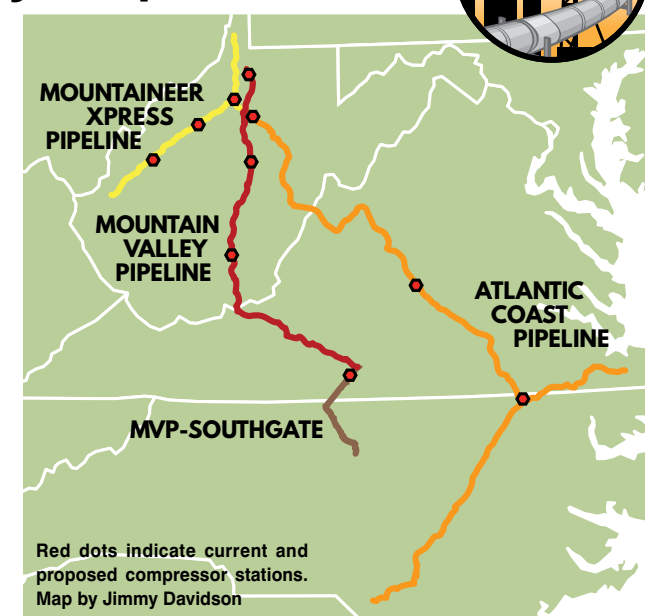 MOUNTAINEER
XPRESS
PIPELINE
MOUNTAIN
VALLEY
PIPELINE
ATLANTIC
COAST
PIPELINE
MVP-SOUTHGATE
Red dots indicate current and
proposed compressor stations.
Map by Jimmy Davidson